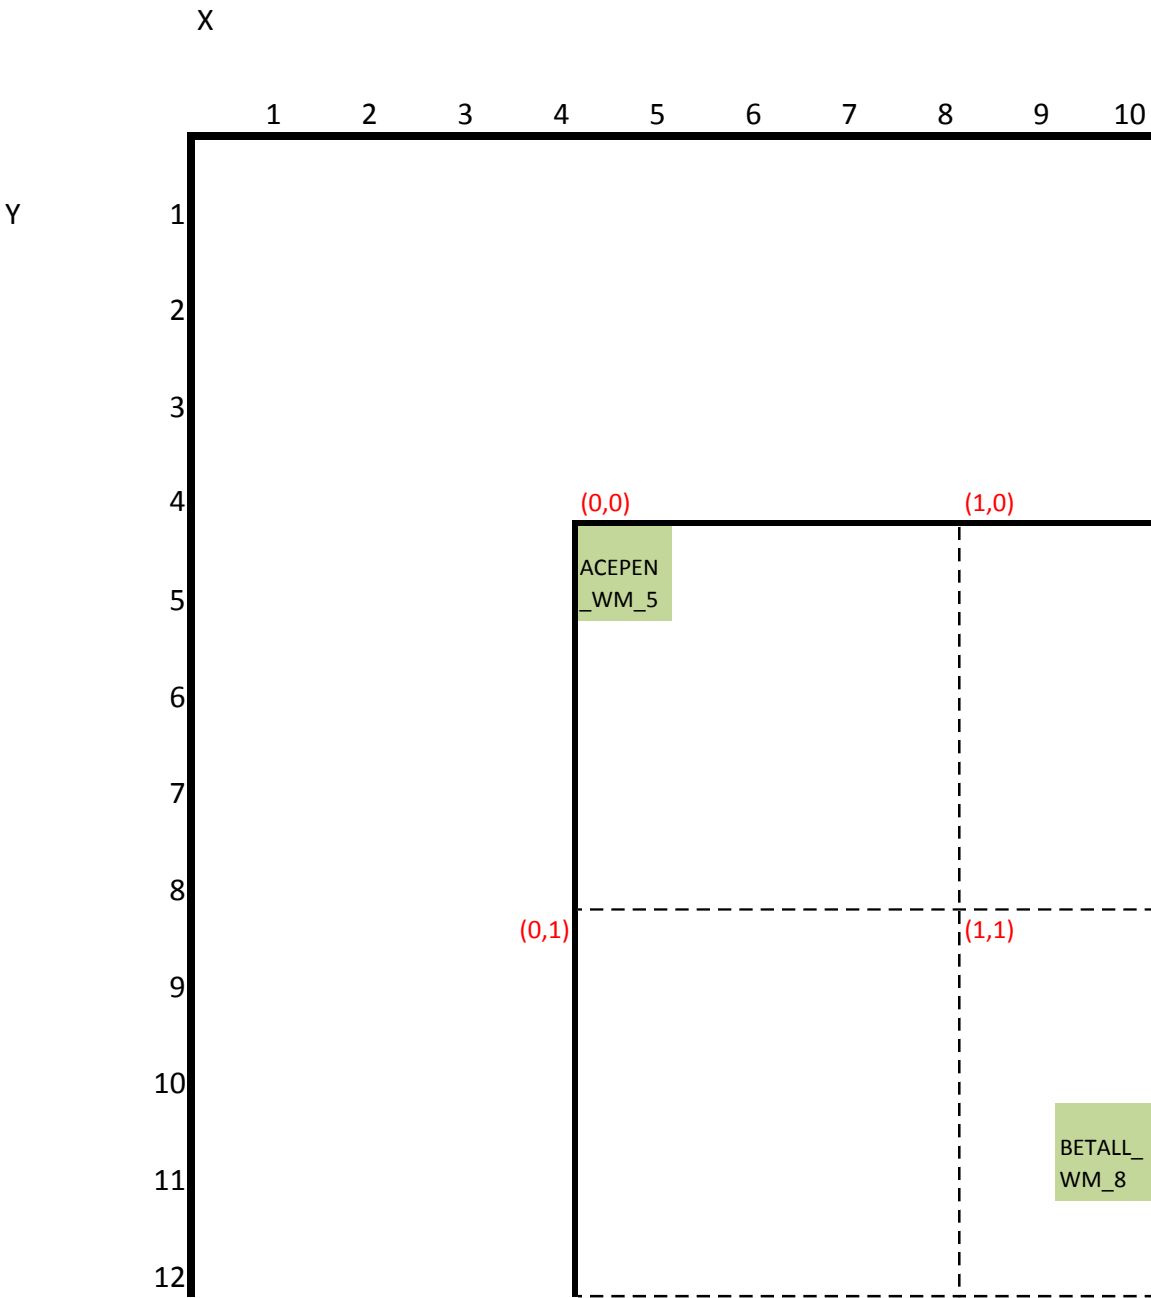 X
1 2 3 4 5 6 7 8 9 10
Y 1
2
3
4 (0,0) (1,0)
ACEPEN
5 _WM_5
6
7
8
(0,1) (1,1)
9
10
BETALL_
11 WM_8
12